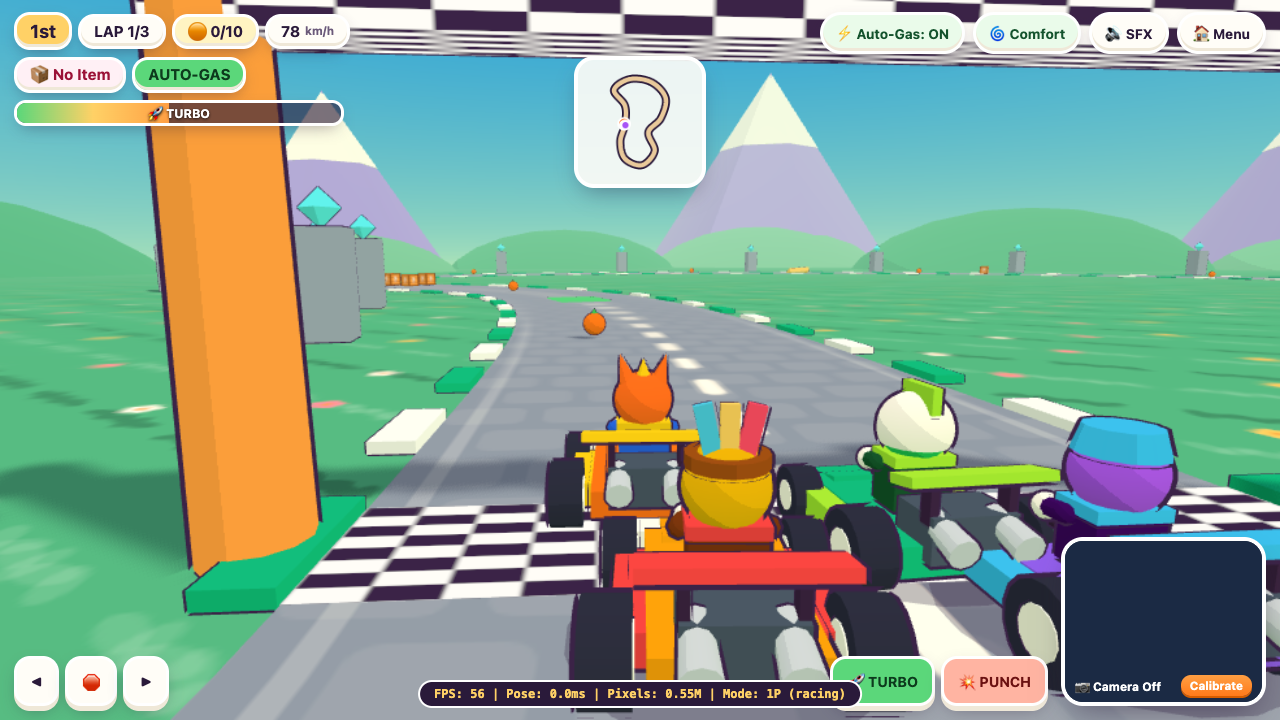 1st
LAP 1/3
0/10
78 km/h
Auto-Gas: ON
Comfort
SFX
Menu
No Item
AUTO-GAS
TURBO
TURBO
PUNCH
Camera Off
Calibrate
FPS: 56 | Pose: 0.0ms | Pixels: 0.55M | Mode: 1P (racing)